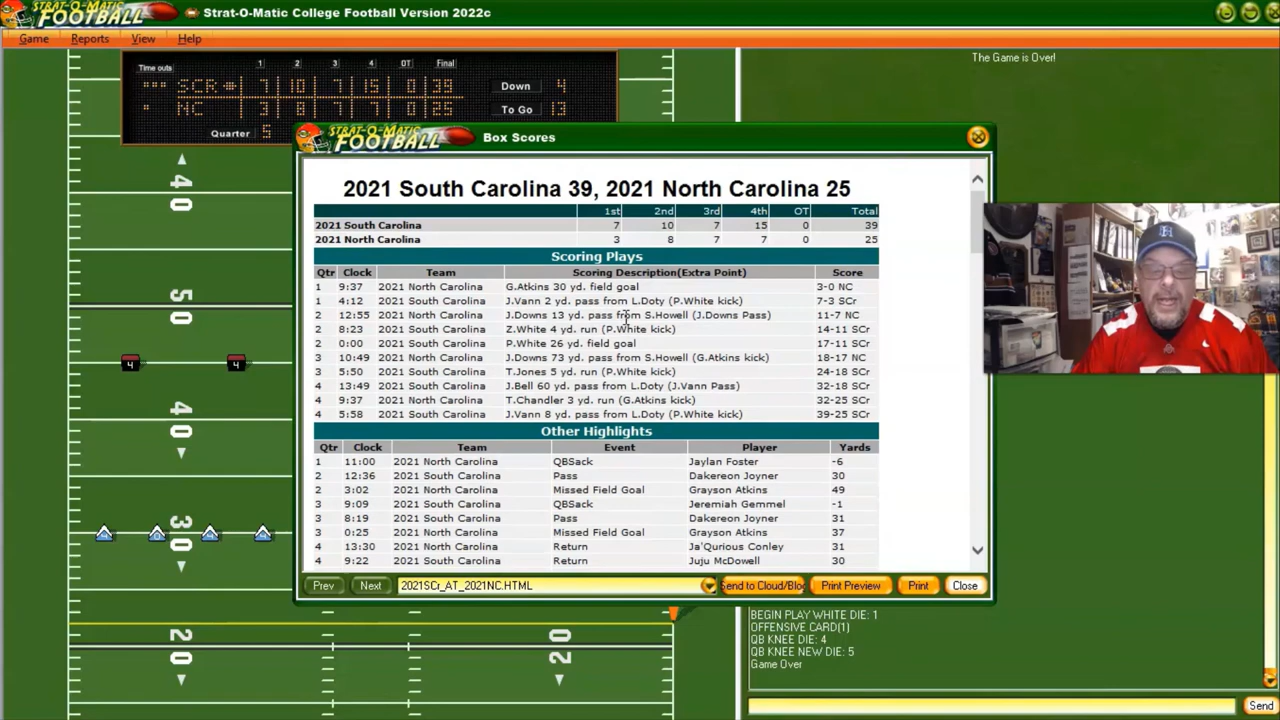 STRAT-O-MATIC FOOTBALL Strat-O-Matic College Football Version 2022c
Game Reports View Help
The Game is Over!
Time outs 1 2 3 4 OT Final
SCR 7 10 7 15 0 39 Down 4
NC 3 8 7 7 0 25 To Go 13
Quarter 5
STRAT-O-MATIC FOOTBALL Box Scores
2021 South Carolina 39, 2021 North Carolina 25
1st 2nd 3rd 4th OT Total
2021 South Carolina 7 10 7 15 0 39
2021 North Carolina 3 8 7 7 0 25
Scoring Plays
Qtr Clock Team Scoring Description(Extra Point) Score
1 9:37 2021 North Carolina G.Atkins 30 yd. field goal 3-0 NC
1 4:12 2021 South Carolina J.Vann 2 yd. pass from L.Doty (P.White kick) 7-3 SCr
2 12:55 2021 North Carolina J.Downs 13 yd. pass from S.Howell (J.Downs Pass) 11-7 NC
2 8:23 2021 South Carolina Z.White 4 yd. run (P.White kick) 14-11 SCr
2 0:00 2021 South Carolina P.White 26 yd. field goal 17-11 SCr
3 10:49 2021 North Carolina J.Downs 73 yd. pass from S.Howell (G.Atkins kick) 18-17 NC
3 5:50 2021 South Carolina T.Jones 5 yd. run (P.White kick) 24-18 SCr
4 13:49 2021 South Carolina J.Bell 60 yd. pass from L.Doty (J.Vann Pass) 32-18 SCr
4 9:37 2021 North Carolina T.Chandler 3 yd. run (G.Atkins kick) 32-25 SCr
4 5:58 2021 South Carolina J.Vann 8 yd. pass from L.Doty (P.White kick) 39-25 SCr
Other Highlights
Qtr Clock Team Event Player Yards
1 11:00 2021 North Carolina QBSack Jaylan Foster -6
2 12:36 2021 South Carolina Pass Dakereon Joyner 30
2 3:02 2021 North Carolina Missed Field Goal Grayson Atkins 49
3 9:09 2021 South Carolina QBSack Jeremiah Gemmel -1
3 8:19 2021 South Carolina Pass Dakereon Joyner 31
3 0:25 2021 North Carolina Missed Field Goal Grayson Atkins 37
4 13:30 2021 North Carolina Return Ja'Qurious Conley 31
4 9:22 2021 South Carolina Return Juju McDowell 30
Prev Next 2021SCr_AT_2021NC.HTML Send to Cloud/Blo Print Preview Print Close
BEGIN PLAY WHITE DIE: 1
OFFENSIVE CARD(1)
QB KNEE DIE: 4
QB KNEE NEW DIE: 5
Game Over
Send
40 40
50 50
40 40
30 30
20 20
4 4